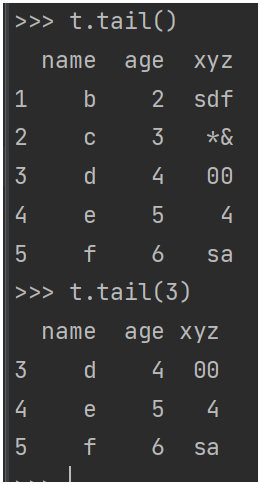 >>> t.tail()
  name  age  xyz
1    b    2  sdf
2    c    3   *&
3    d    4   00
4    e    5    4
5    f    6   sa
>>> t.tail(3)
  name  age xyz
3    d    4  00
4    e    5   4
5    f    6  sa
>>>